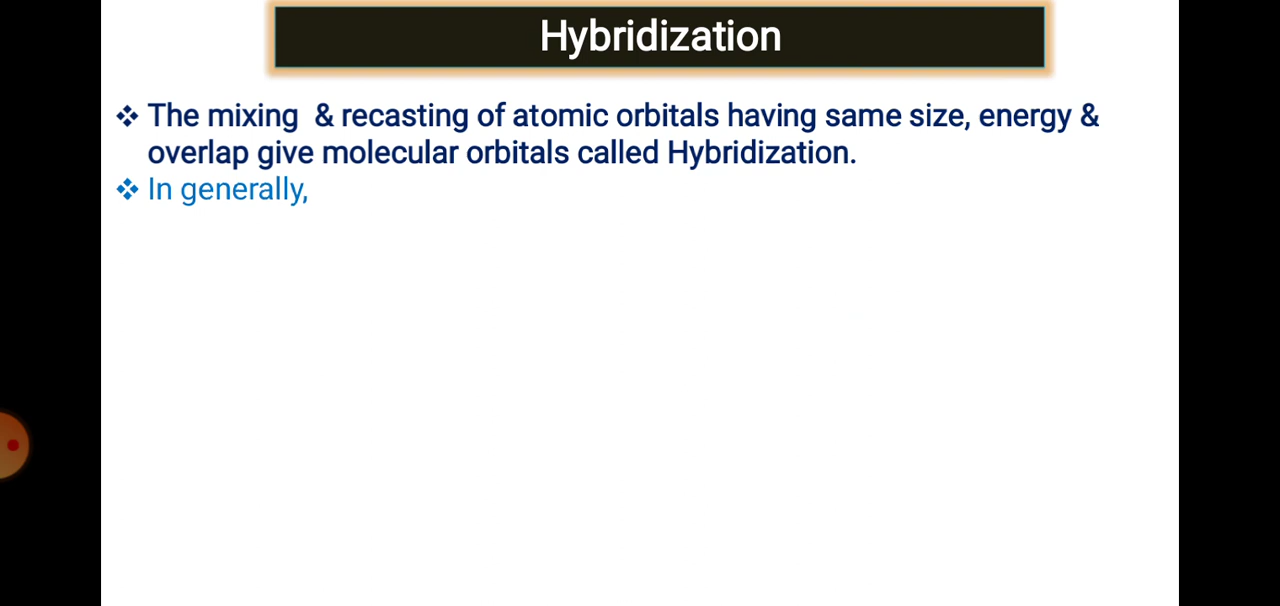 Hybridization
❖ The mixing & recasting of atomic orbitals having same size, energy &
overlap give molecular orbitals called Hybridization.
❖ In generally,